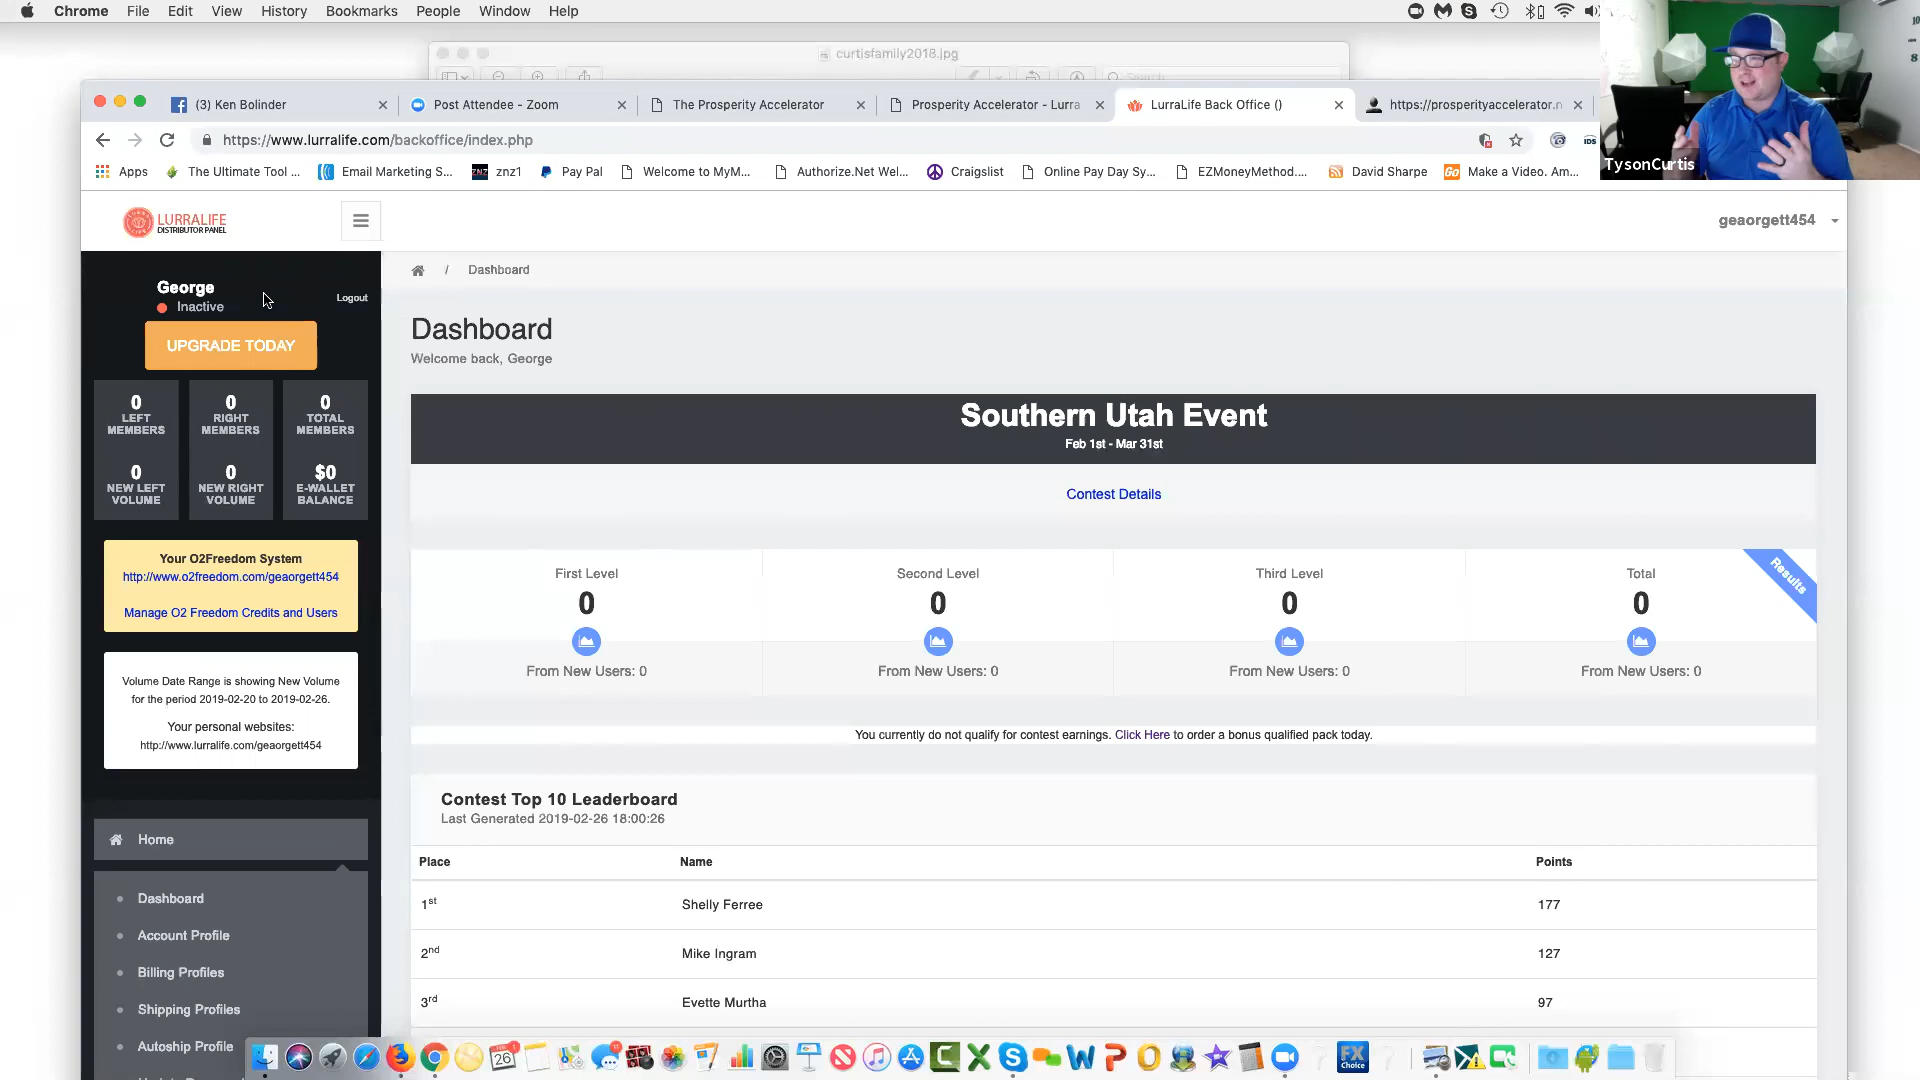 Chrome File Edit View History Bookmarks People Window Help
curtisfamily2018.jpg
Search
(3) Ken Bolinder
Post Attendee - Zoom
The Prosperity Accelerator
Prosperity Accelerator - Lurra
LurraLife Back Office ()
https://prosperityaccelerator.n
https://www.lurralife.com/backoffice/index.php
Apps
The Ultimate Tool ...
Email Marketing S...
znz1
Pay Pal
Welcome to MyM...
Authorize.Net Wel...
Craigslist
Online Pay Day Sy...
EZMoneyMethod....
David Sharpe
Make a Video. Am...
TysonCurtis
LURRALIFE
DISTRIBUTOR PANEL
geaorgett454
George
Inactive
Logout
UPGRADE TODAY
0 LEFT MEMBERS
0 RIGHT MEMBERS
0 TOTAL MEMBERS
0 NEW LEFT VOLUME
0 NEW RIGHT VOLUME
$0 E-WALLET BALANCE
Your O2Freedom System
http://www.o2freedom.com/geaorgett454
Manage O2 Freedom Credits and Users
Volume Date Range is showing New Volume
for the period 2019-02-20 to 2019-02-26.
Your personal websites:
http://www.lurralife.com/geaorgett454
Home
Dashboard
Account Profile
Billing Profiles
Shipping Profiles
Autoship Profile
/ Dashboard
Dashboard
Welcome back, George
Southern Utah Event
Feb 1st - Mar 31st
Contest Details
First Level
0
From New Users: 0
Second Level
0
From New Users: 0
Third Level
0
From New Users: 0
Total
0
From New Users: 0
Results
You currently do not qualify for contest earnings. Click Here to order a bonus qualified pack today.
Contest Top 10 Leaderboard
Last Generated 2019-02-26 18:00:26
Place Name Points
1st Shelly Ferree 177
2nd Mike Ingram 127
3rd Evette Murtha 97
26
FX
Choice